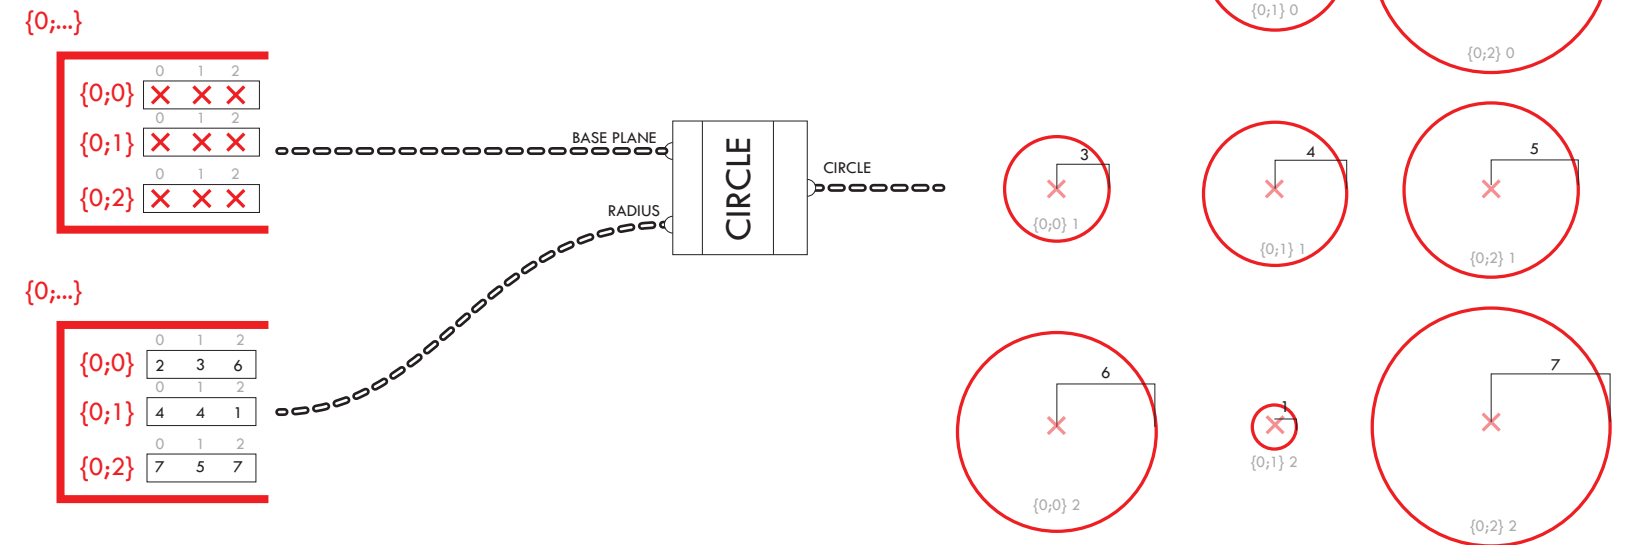 {0;...}
0 1 2
{0;0}
0 1 2
{0;1}
0 1 2
{0;2}
{0;...}
0 1 2
{0;0} 2 3 6
0 1 2
{0;1} 4 4 1
0 1 2
{0;2} 7 5 7
BASE PLANE
RADIUS
CIRCLE
CIRCLE
{0;1} 0
{0;2} 0
3
{0;0} 1
4
{0;1} 1
5
{0;2} 1
6
{0;0} 2
1
{0;1} 2
7
{0;2} 2